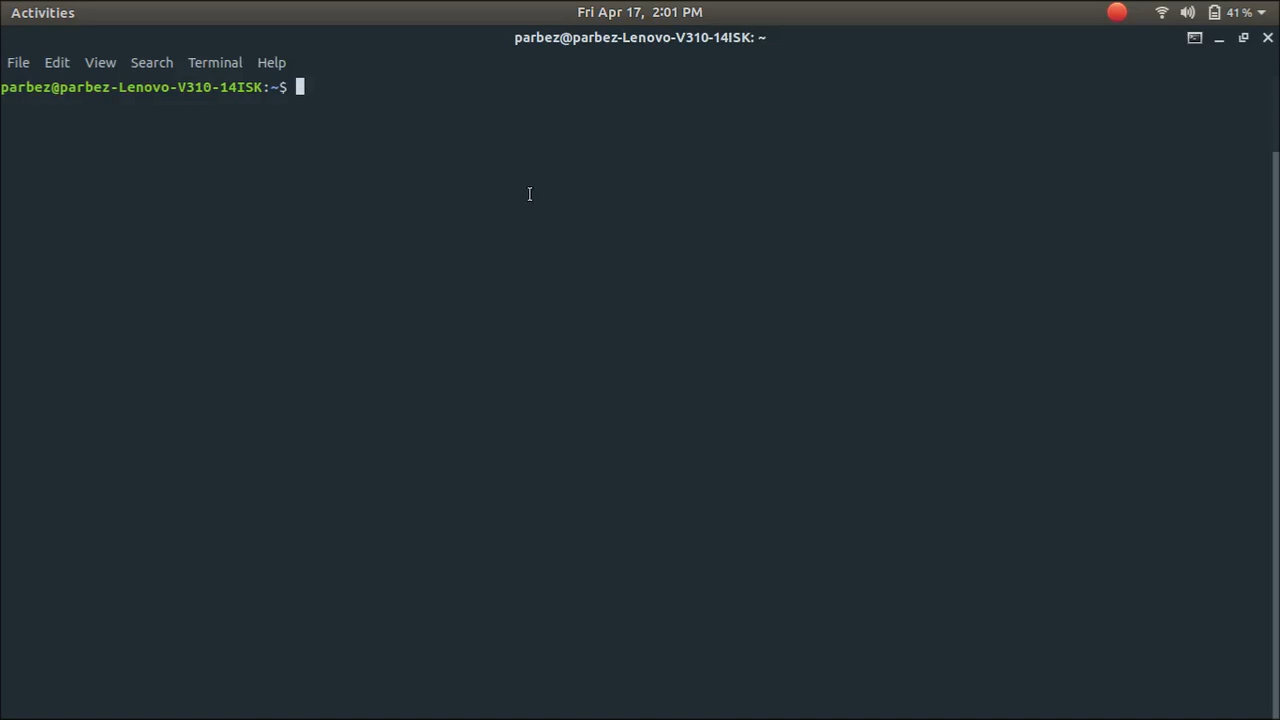 Activities Fri Apr 17, 2:01 PM 41%
parbez@parbez-Lenovo-V310-14ISK: ~
File Edit View Search Terminal Help
parbez@parbez-Lenovo-V310-14ISK:~$